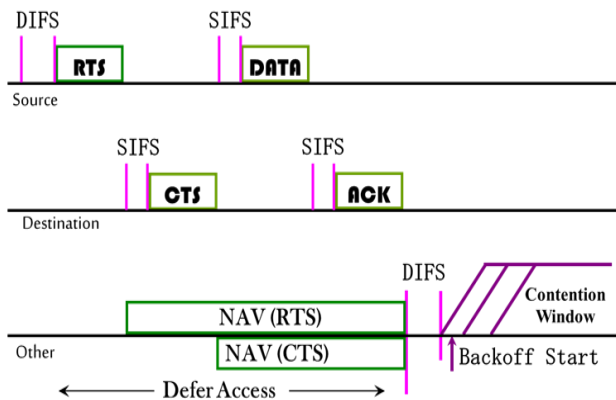 DIFS SIFS
RTS DATA
Source
SIFS SIFS
CTS ACK
Destination
DIFS
NAV (RTS)
Contention
Window
Other
NAV (CTS)
Backoff Start
Defer Access